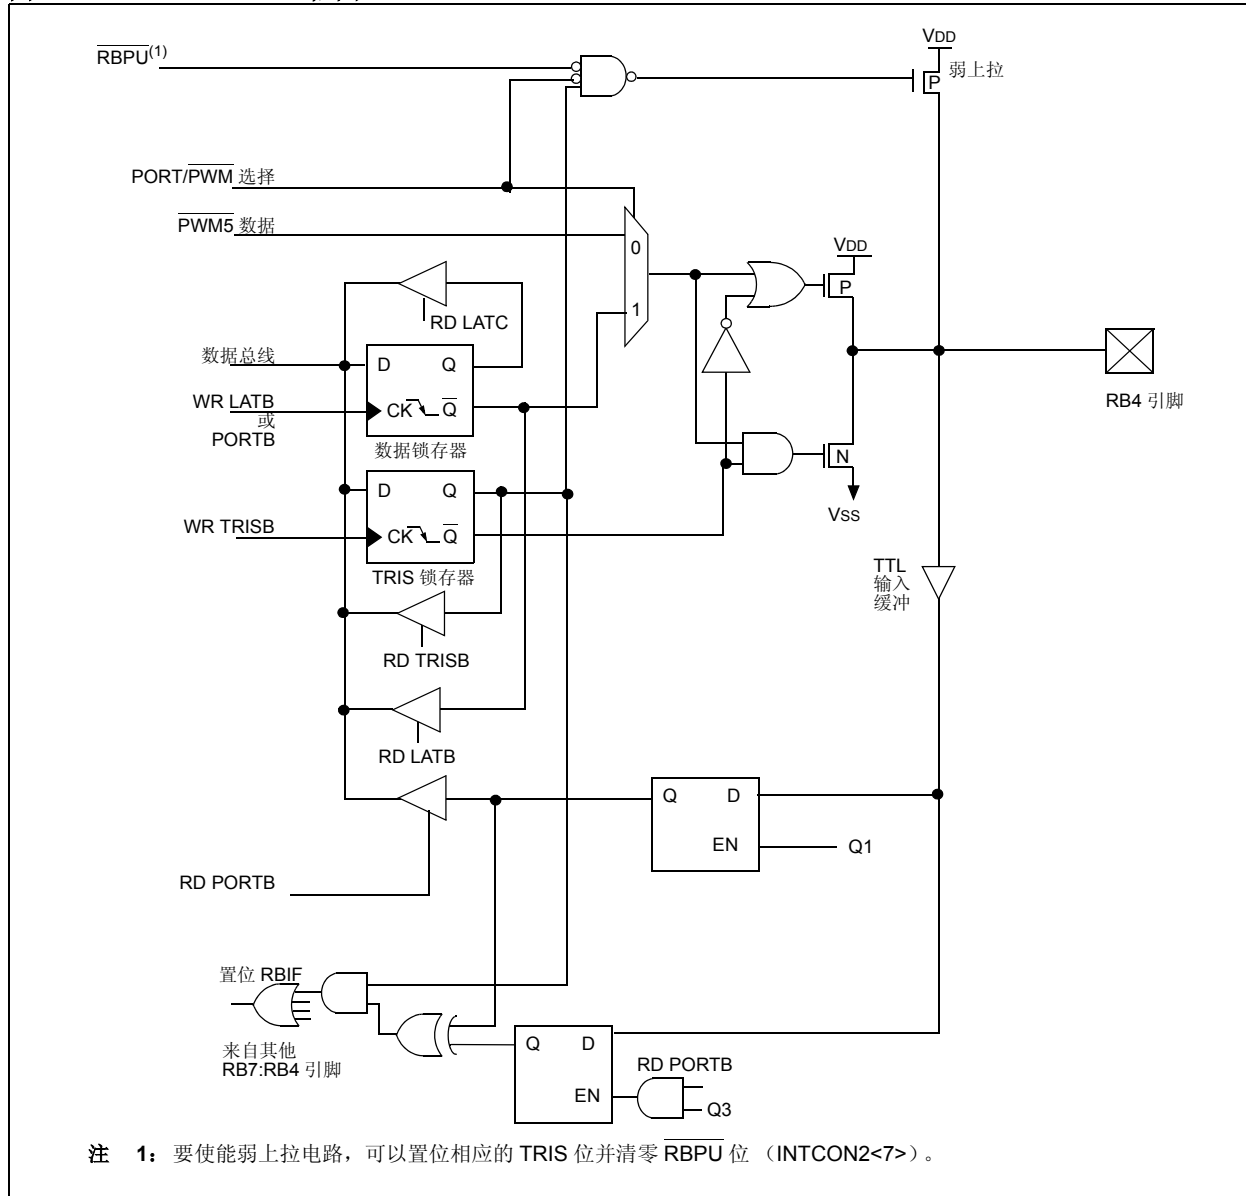 RBPU(1)
VDD
弱上拉
P
PORT/PWM 选择
PWM5 数据
0
1
VDD
P
RD LATC
数据总线
D Q
WR LATB
或
PORTB
CK Q
数据锁存器
RB4 引脚
N
VSS
D Q
WR TRISB
CK Q
TRIS 锁存器
TTL
输入
缓冲
RD TRISB
RD LATB
Q D
EN
Q1
RD PORTB
置位 RBIF
来自其他
RB7:RB4 引脚
Q D
EN
RD PORTB
Q3
注 1: 要使能弱上拉电路，可以置位相应的 TRIS 位并清零 RBPU 位 （INTCON2<7>）。